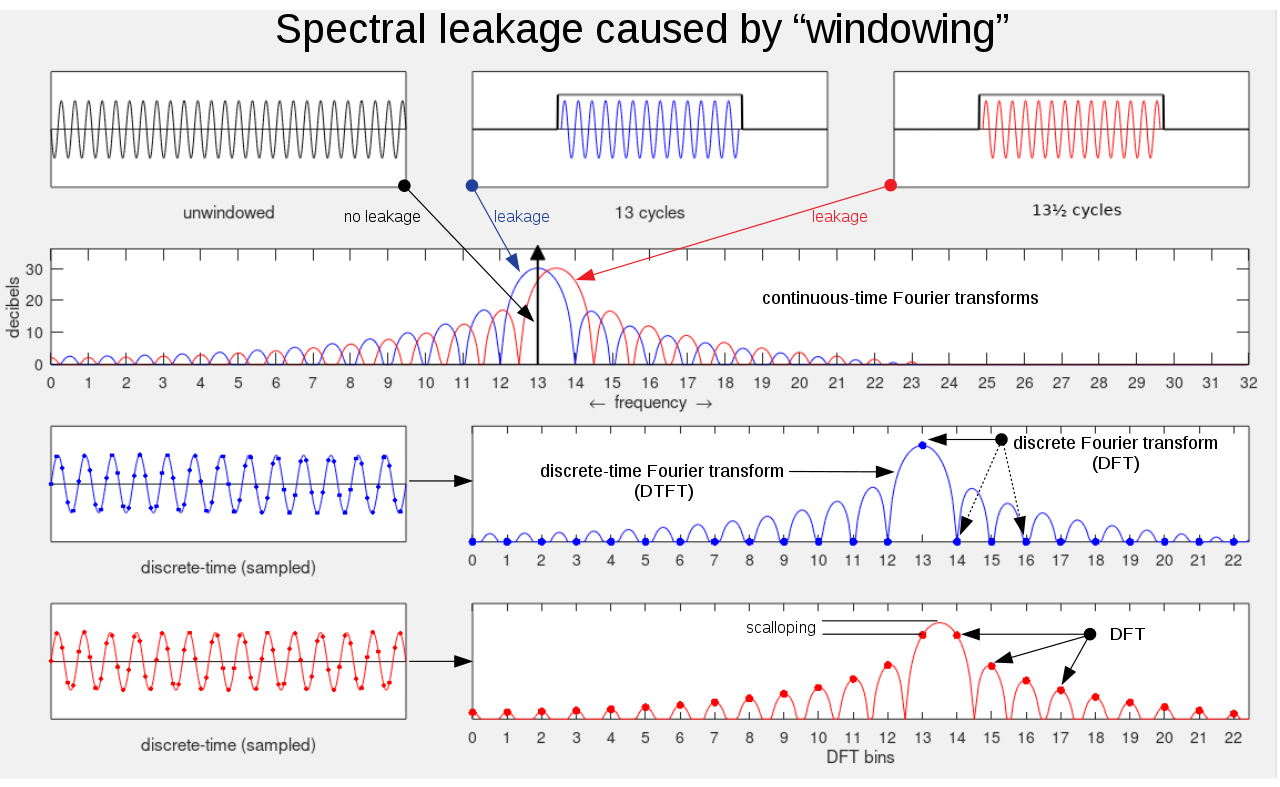 Spectral leakage caused by “windowing”
unwindowed
no leakage
leakage
13 cycles
leakage
13½ cycles
decibels
30
20
10
0
continuous-time Fourier transforms
0 1 2 3 4 5 6 7 8 9 10 11 12 13 14 15 16 17 18 19 20 21 22 23 24 25 26 27 28 29 30 31 32
← frequency →
discrete-time Fourier transform
(DTFT)
discrete Fourier transform
(DFT)
0 1 2 3 4 5 6 7 8 9 10 11 12 13 14 15 16 17 18 19 20 21 22
discrete-time (sampled)
scalloping
DFT
0 1 2 3 4 5 6 7 8 9 10 11 12 13 14 15 16 17 18 19 20 21 22
discrete-time (sampled)
DFT bins